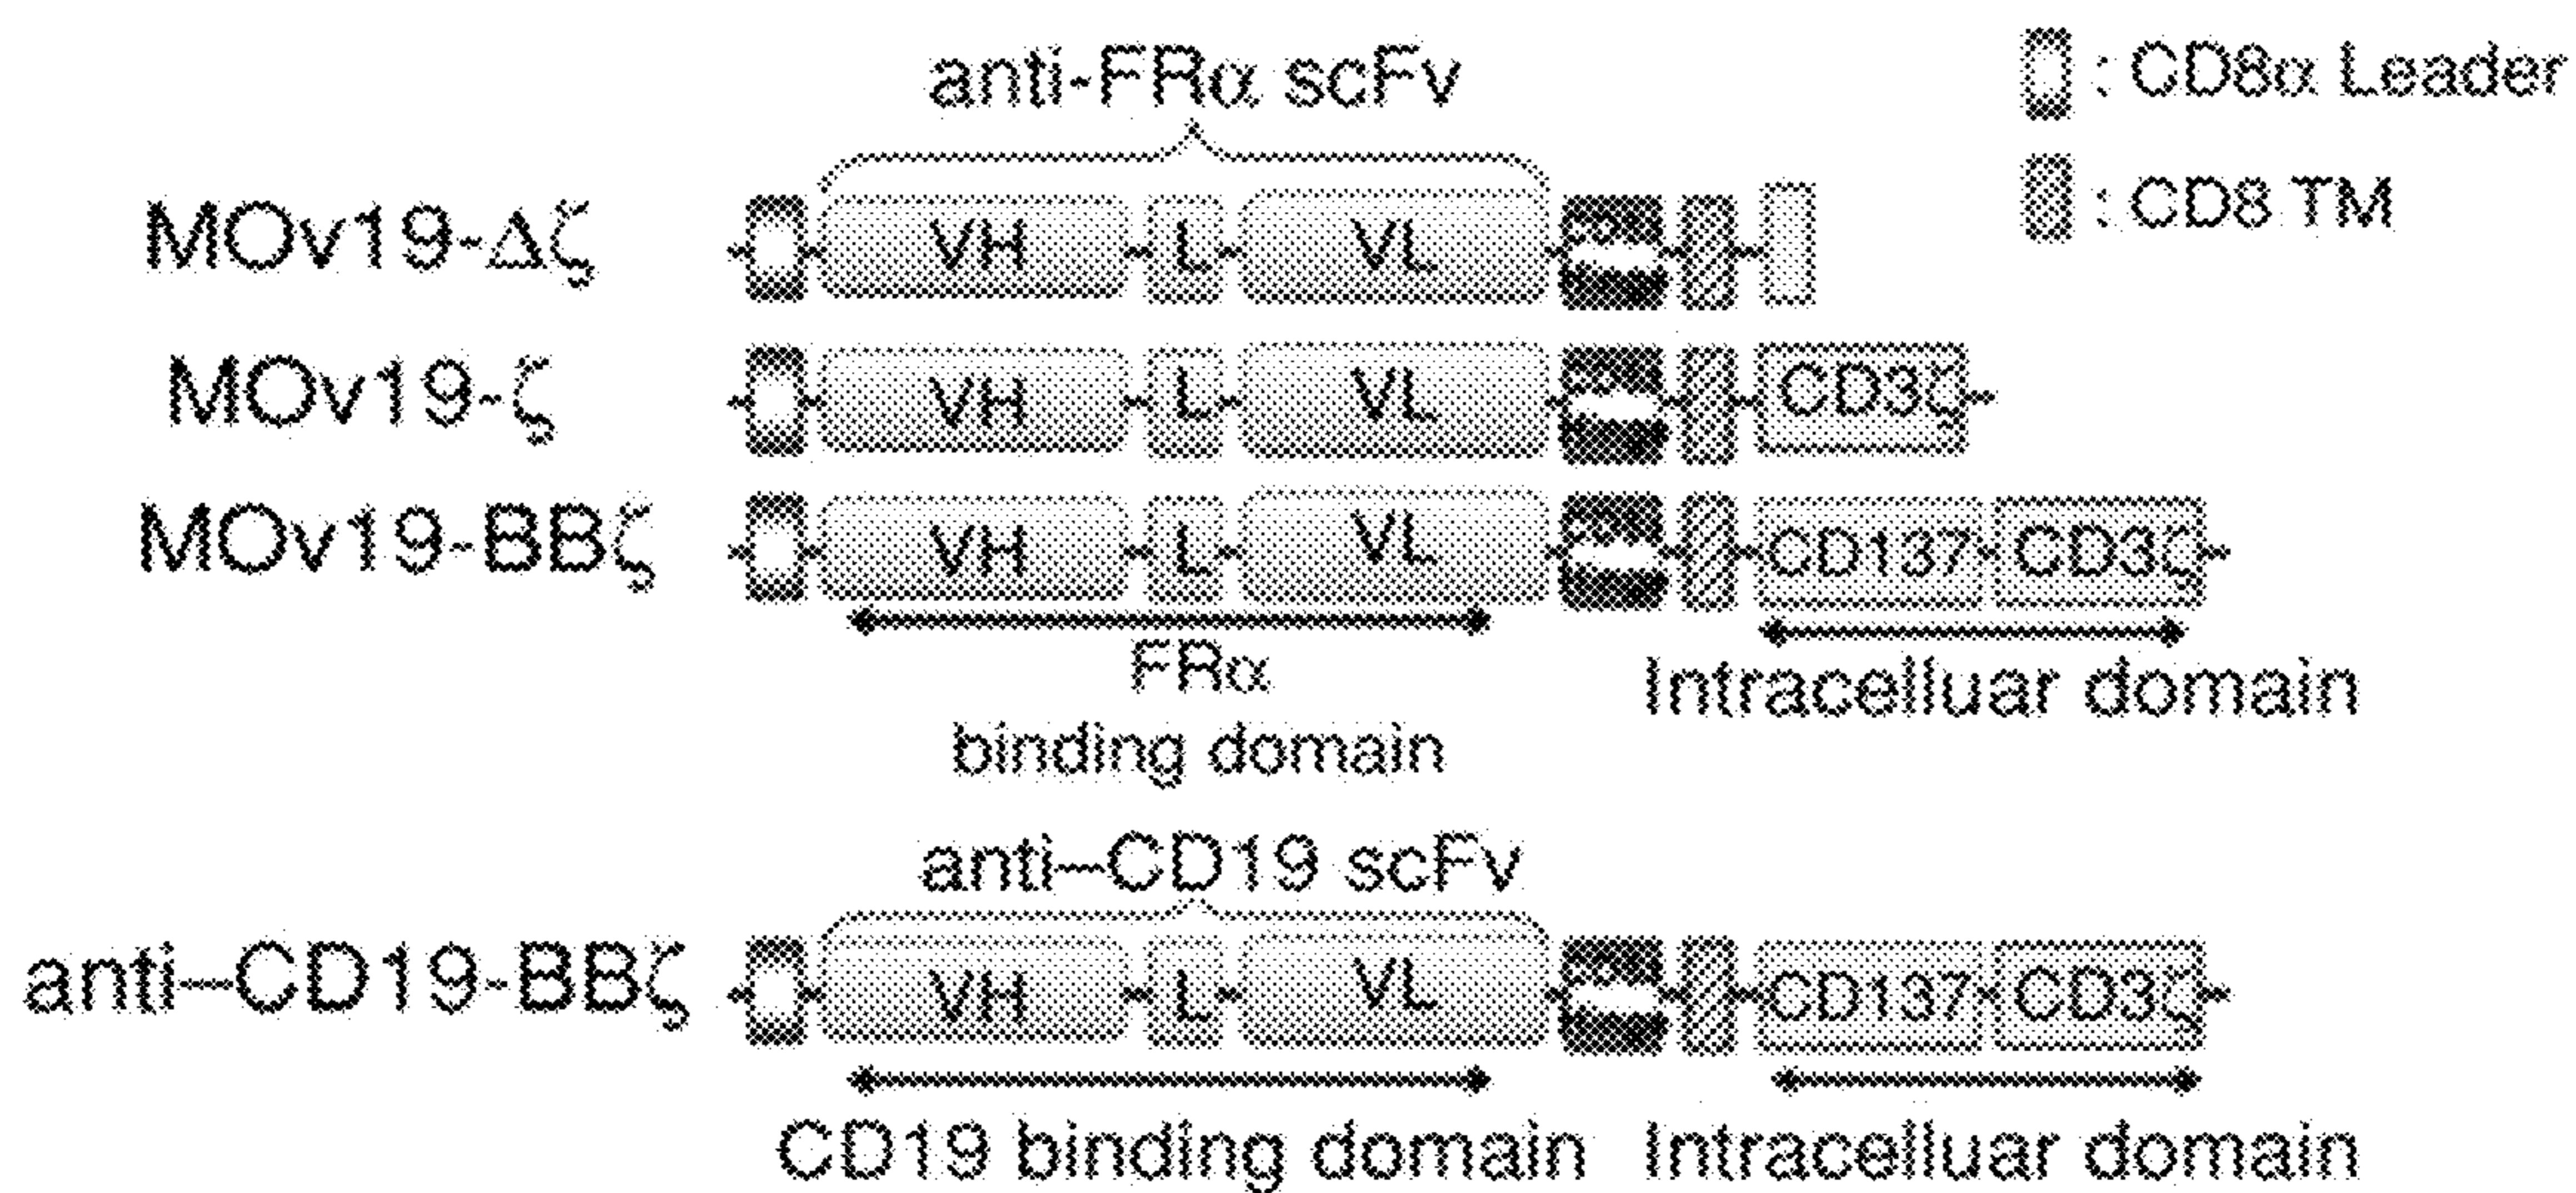 anti-FRα scFv
: CD8α Leader
: CD8 TM
MOv19-Δζ VH L VL
MOv19-ζ VH L VL CD3ζ
MOv19-BBζ VH L VL CD137 CD3ζ
FRα
binding domain
Intracelluar domain
anti–CD19 scFv
anti–CD19-BBζ VH L VL CD137 CD3ζ
CD19 binding domain
Intracelluar domain